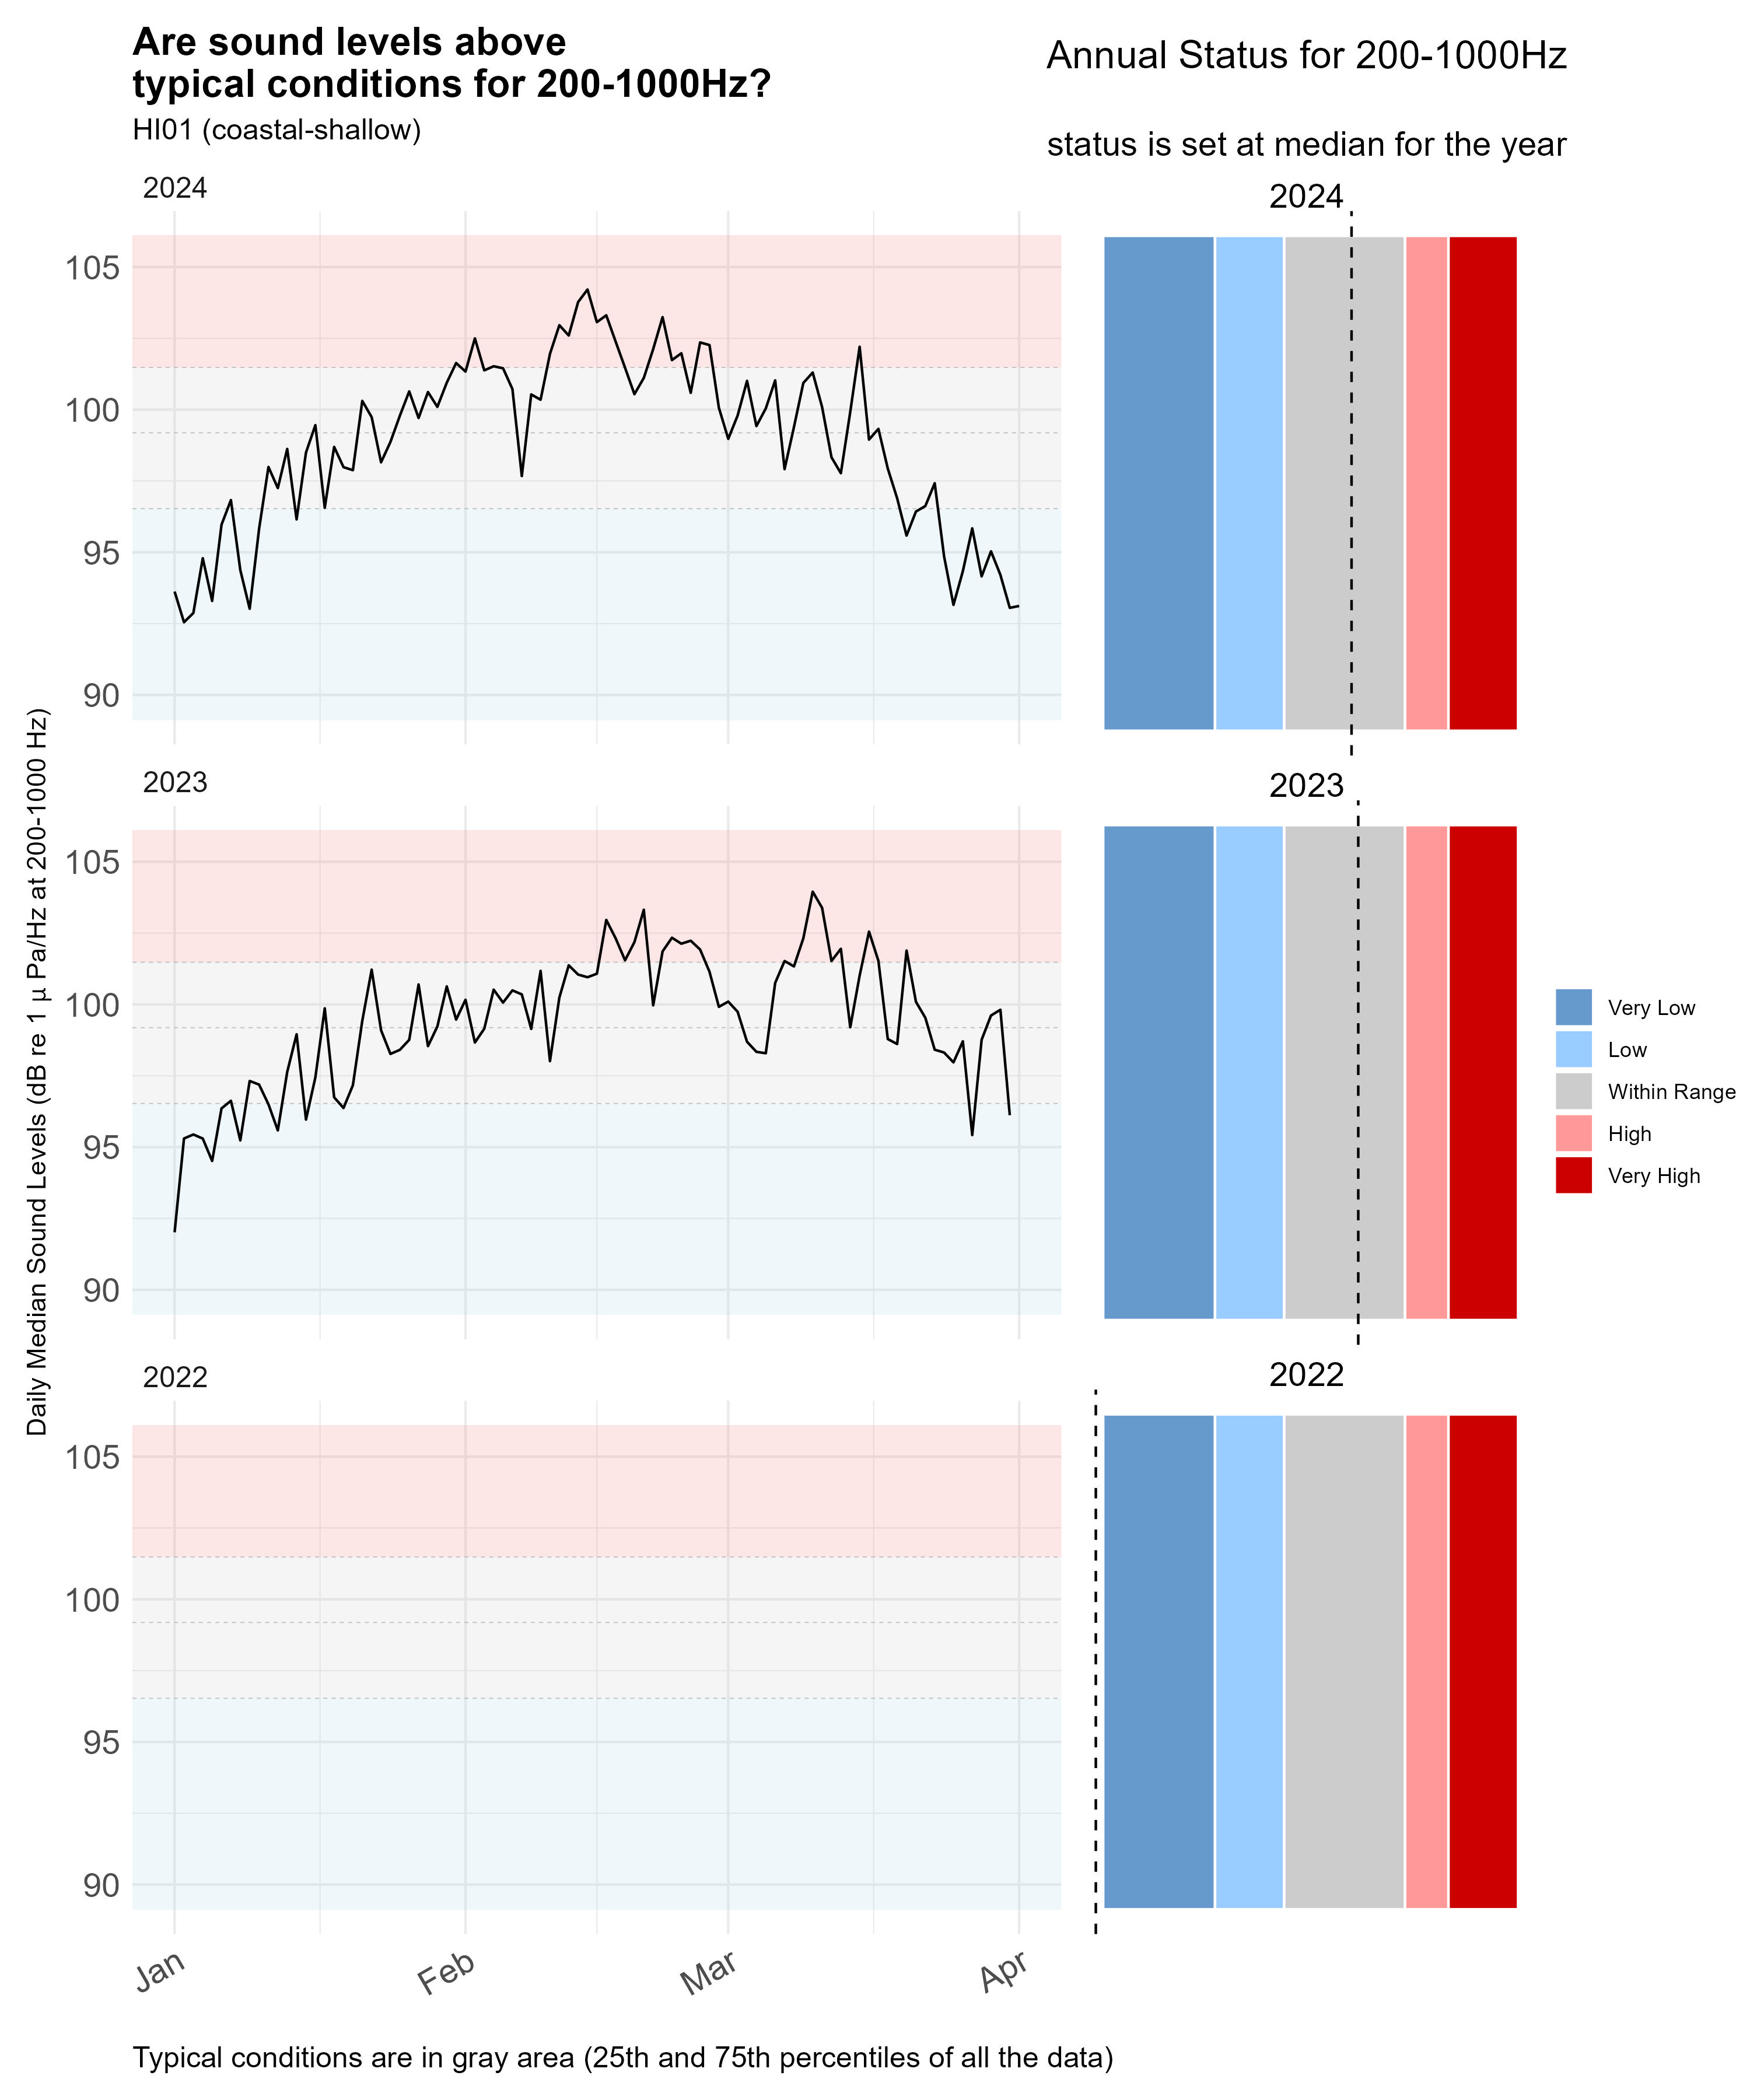 Are sound levels above
typical conditions for 200-1000Hz?
HI01 (coastal-shallow)
Annual Status for 200-1000Hz
status is set at median for the year
Daily Median Sound Levels (dB re 1 µ Pa/Hz at 200-1000 Hz)
2024
105
100
95
90
2024
2023
105
100
95
90
2023
2022
105
100
95
90
2022
Jan
Feb
Mar
Apr
Very Low
Low
Within Range
High
Very High
Typical conditions are in gray area (25th and 75th percentiles of all the data)